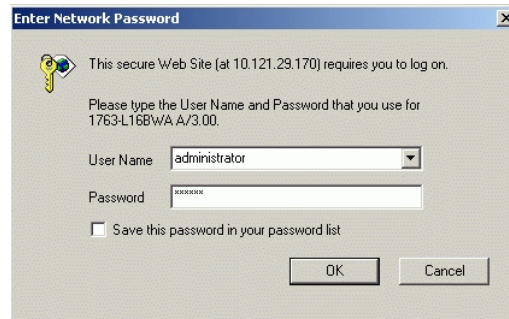 Enter Network Password
This secure Web Site (at 10.121.29.170) requires you to log on.
Please type the User Name and Password that you use for
1763-L16BWA A/3.00.
User Name administrator
Password xxxxxx
Save this password in your password list
OK Cancel